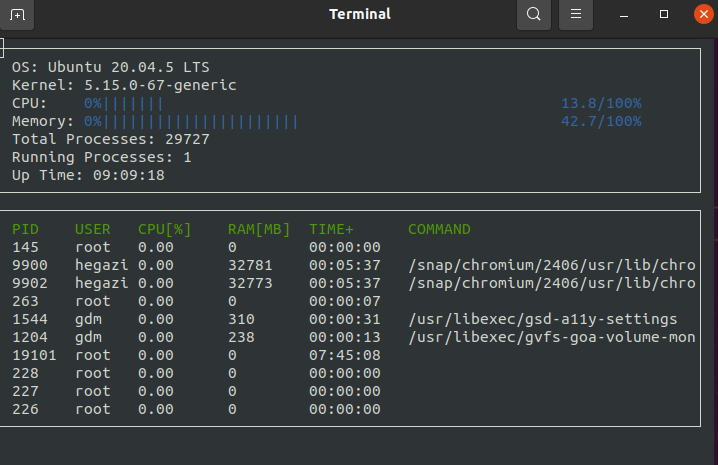 Terminal
OS: Ubuntu 20.04.5 LTS
Kernel: 5.15.0-67-generic
CPU: 0%||||||| 13.8/100%
Memory: 0%|||||||||||||||||||||| 42.7/100%
Total Processes: 29727
Running Processes: 1
Up Time: 09:09:18
PID USER CPU[%] RAM[MB] TIME+ COMMAND
145 root 0.00 0 00:00:00
9900 hegazi 0.00 32781 00:05:37 /snap/chromium/2406/usr/lib/chro
9902 hegazi 0.00 32773 00:05:37 /snap/chromium/2406/usr/lib/chro
263 root 0.00 0 00:00:07
1544 gdm 0.00 310 00:00:31 /usr/libexec/gsd-a11y-settings
1204 gdm 0.00 238 00:00:13 /usr/libexec/gvfs-goa-volume-mon
19101 root 0.00 0 07:45:08
228 root 0.00 0 00:00:00
227 root 0.00 0 00:00:00
226 root 0.00 0 00:00:00